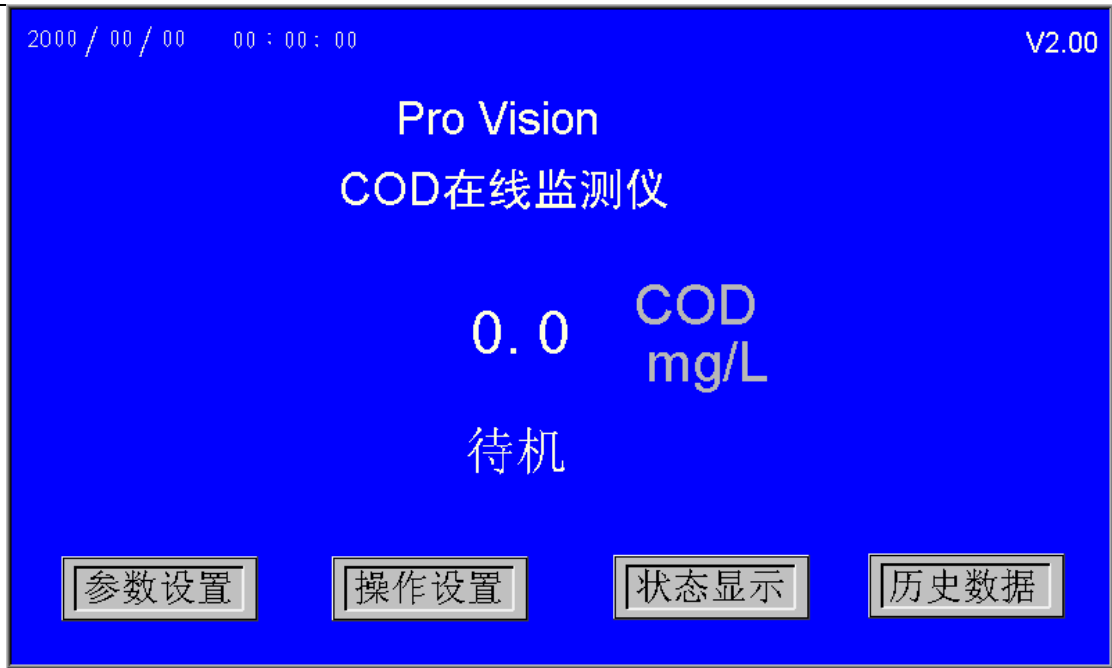 2000 / 00 / 00 00 : 00 : 00 V2.00
Pro Vision
COD在线监测仪
0.0 COD
mg/L
待机
参数设置 操作设置 状态显示 历史数据